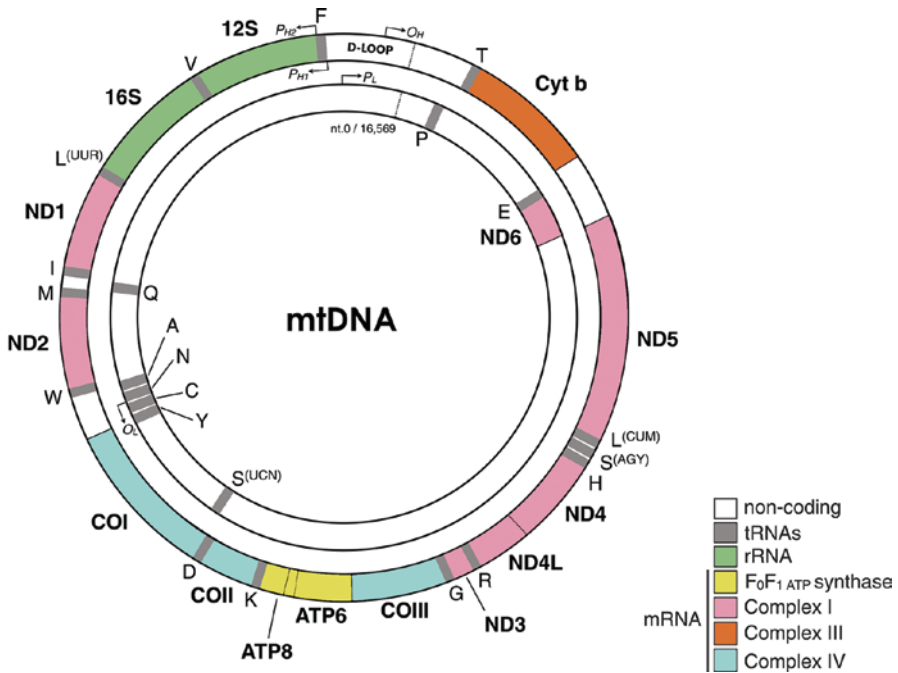 12S
P_H2
F
O_H
D-LOOP
T
V
P_H1
P_L
Cyt b
16S
nt.0 / 16,569
P
L(UUR)
E
ND1
ND6
I
M
Q
mtDNA
A
ND2
N
ND5
W
C
Y
O_L
L(CUM)
S(AGY)
S(UCN)
H
COI
ND4
D
ND4L
COII
K
G
R
ATP6
COIII
ND3
ATP8
non-coding
tRNAs
rRNA
F₀F₁ ATP synthase
mRNA
Complex I
Complex III
Complex IV